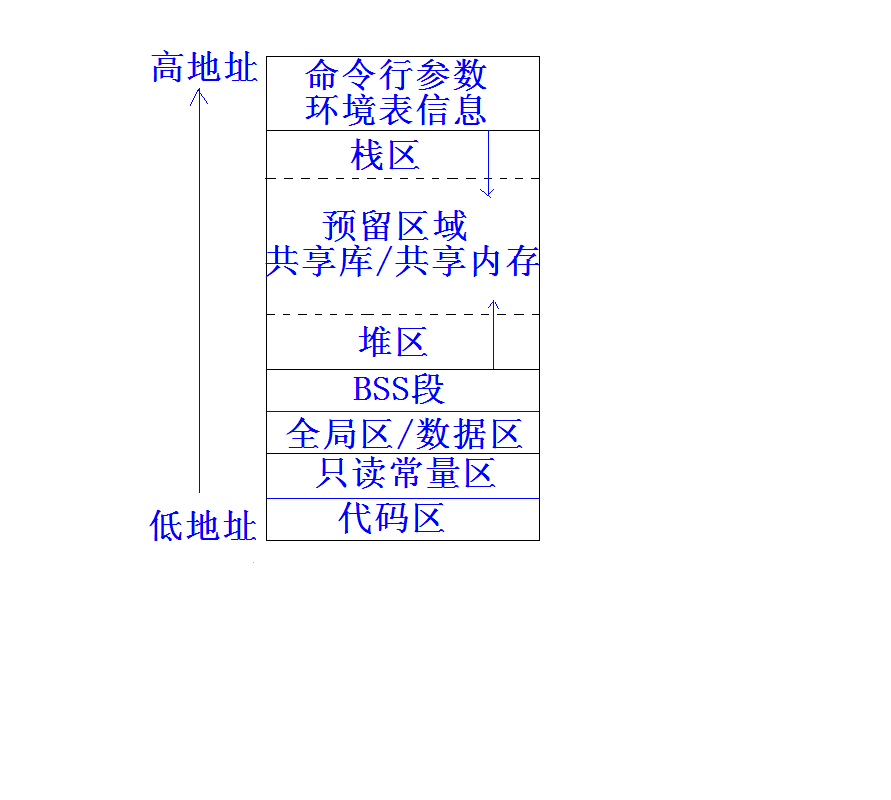 高地址
命令行参数
环境表信息
栈区
预留区域
共享库/共享内存
堆区
BSS段
全局区/数据区
只读常量区
代码区
低地址